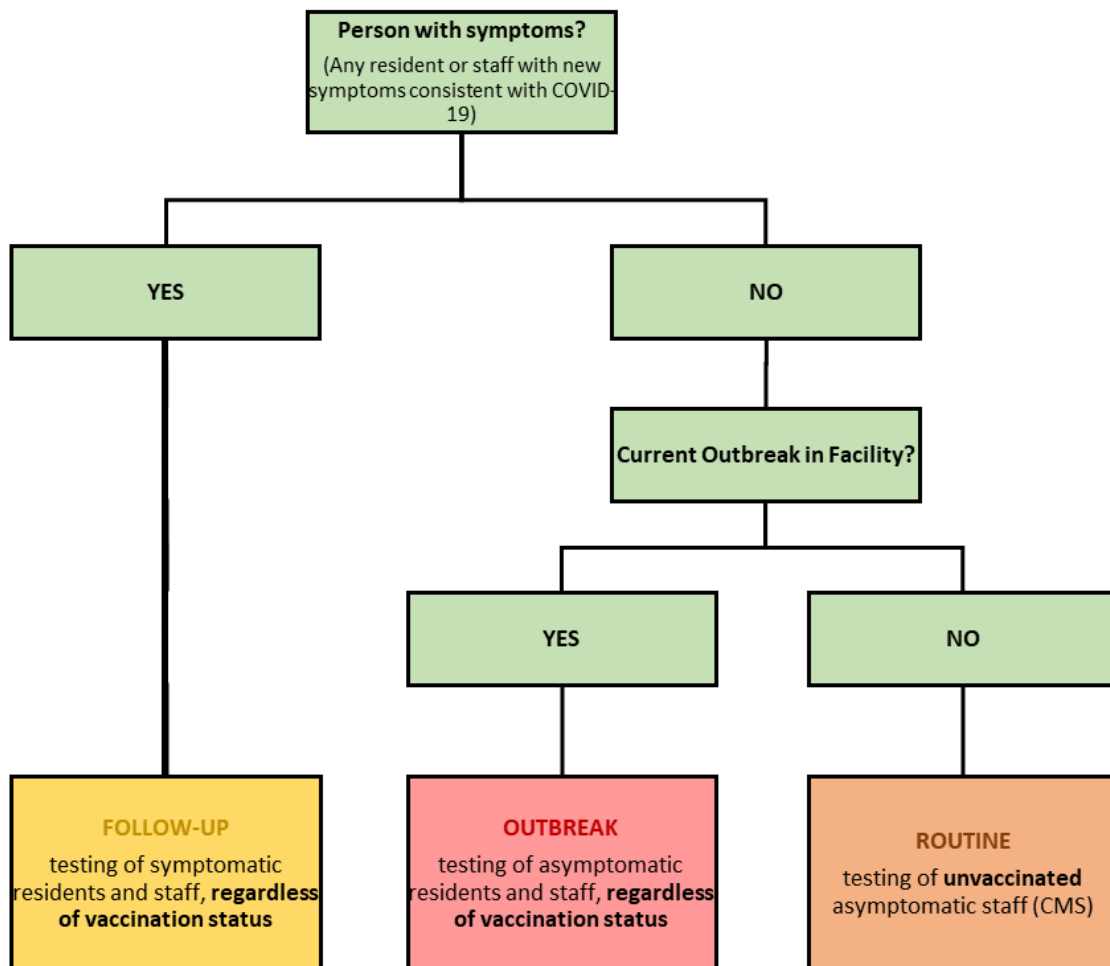 Person with symptoms?
(Any resident or staff with new
symptoms consistent with COVID-
19)
YES
NO
Current Outbreak in Facility?
YES
NO
FOLLOW-UP
testing of symptomatic
residents and staff, regardless
of vaccination status
OUTBREAK
testing of asymptomatic
residents and staff, regardless
of vaccination status
ROUTINE
testing of unvaccinated
asymptomatic staff (CMS)